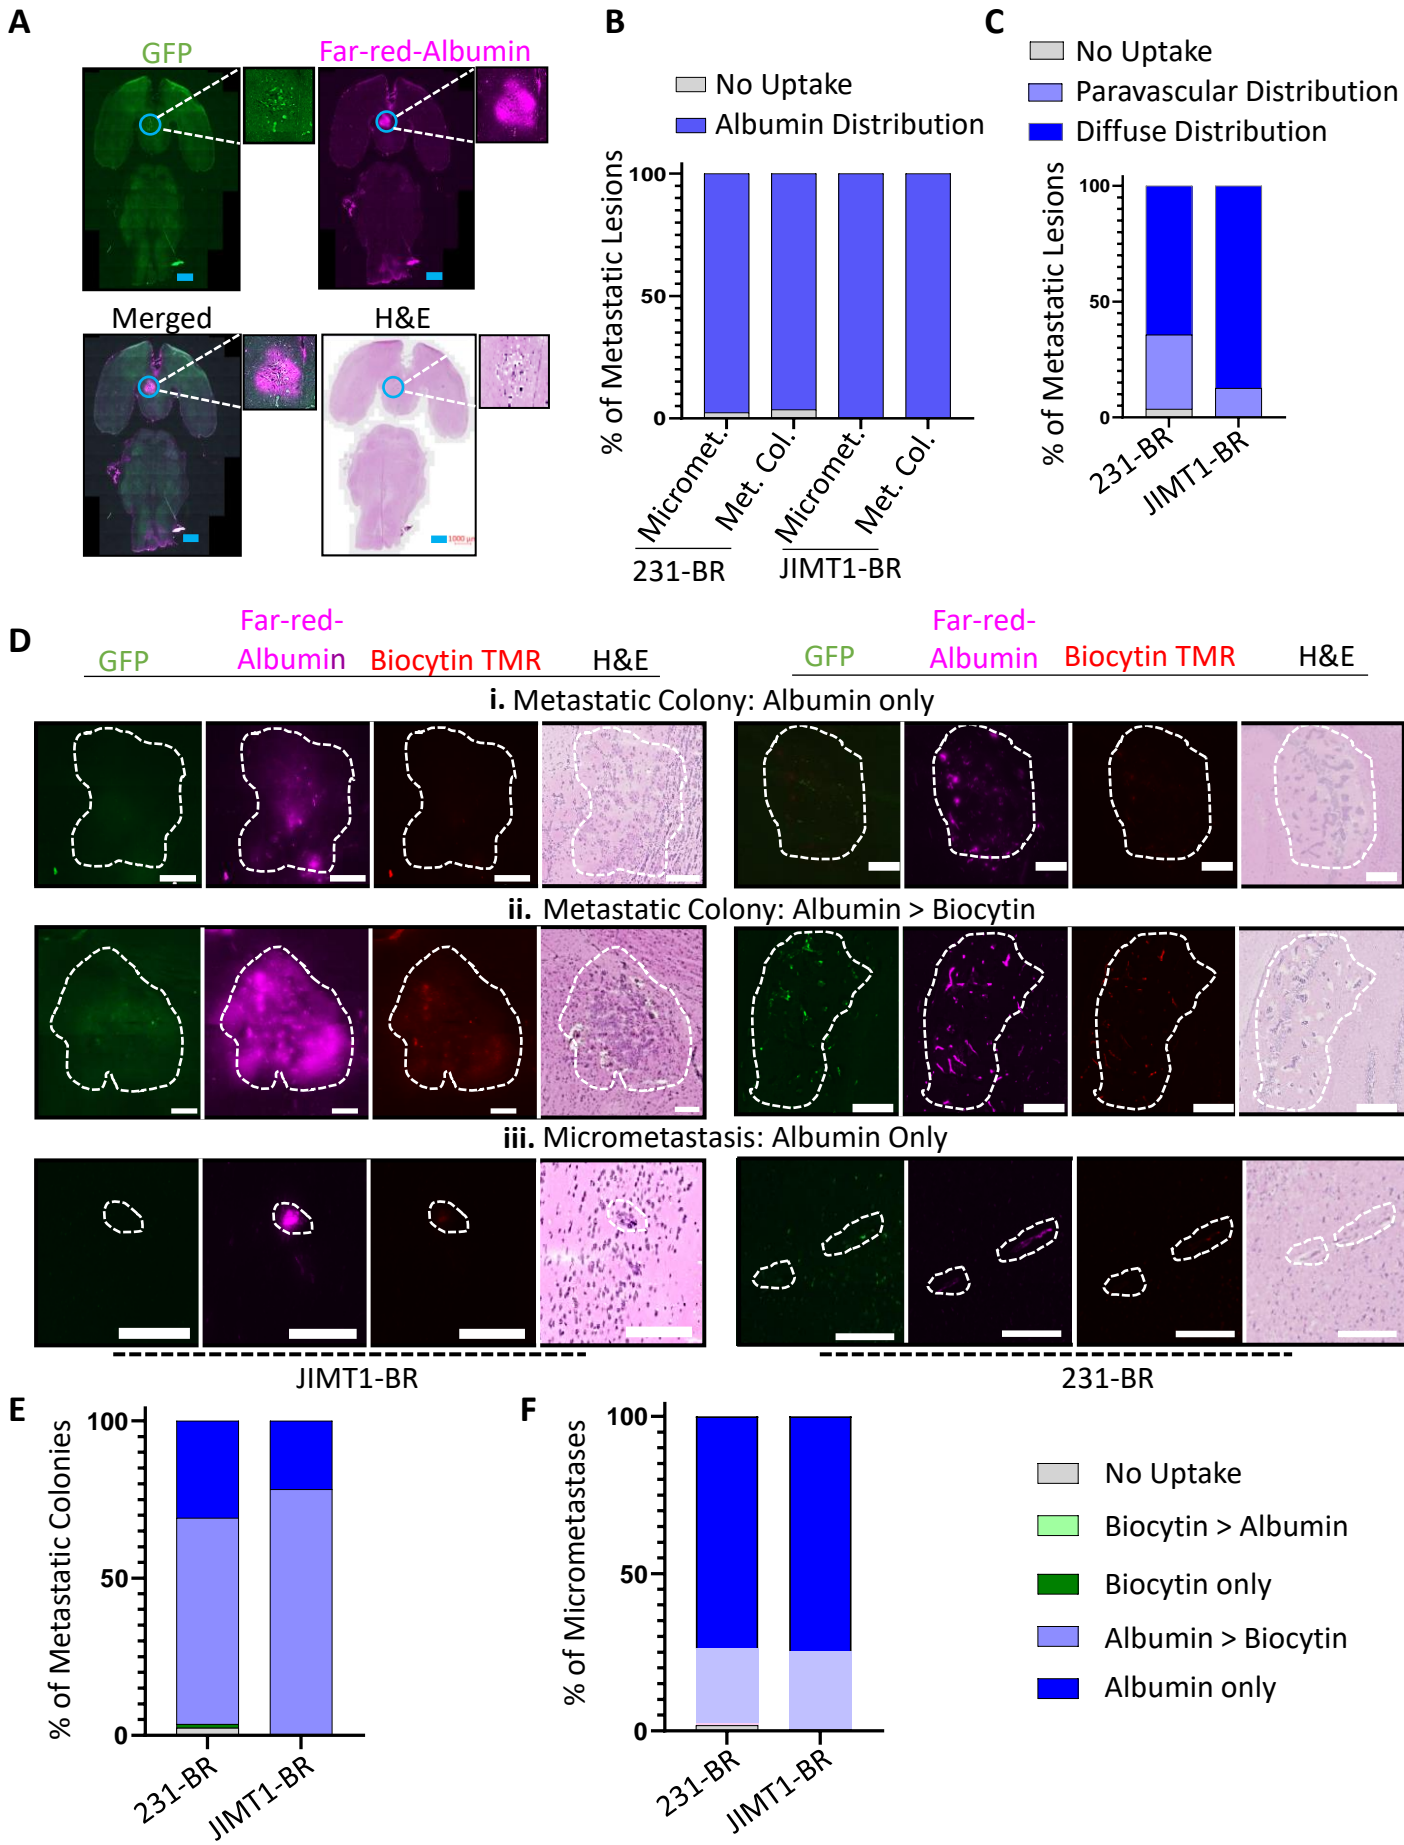 A
GFP
Far-red-Albumin
Merged
H&E
1000 µm
B
No Uptake
Albumin Distribution
% of Metastatic Lesions
100
50
0
Micromet.
Met. Col.
Micromet.
Met. Col.
231-BR
JIMT1-BR
C
No Uptake
Paravascular Distribution
Diffuse Distribution
% of Metastatic Lesions
100
50
0
231-BR
JIMT1-BR
D
GFP
Far-red-
Albumin
Biocytin TMR
H&E
GFP
Far-red-
Albumin
Biocytin TMR
H&E
i. Metastatic Colony: Albumin only
ii. Metastatic Colony: Albumin > Biocytin
iii. Micrometastasis: Albumin Only
JIMT1-BR
231-BR
E
% of Metastatic Colonies
100
50
0
231-BR
JIMT1-BR
F
% of Micrometastases
100
50
0
231-BR
JIMT1-BR
No Uptake
Biocytin > Albumin
Biocytin only
Albumin > Biocytin
Albumin only